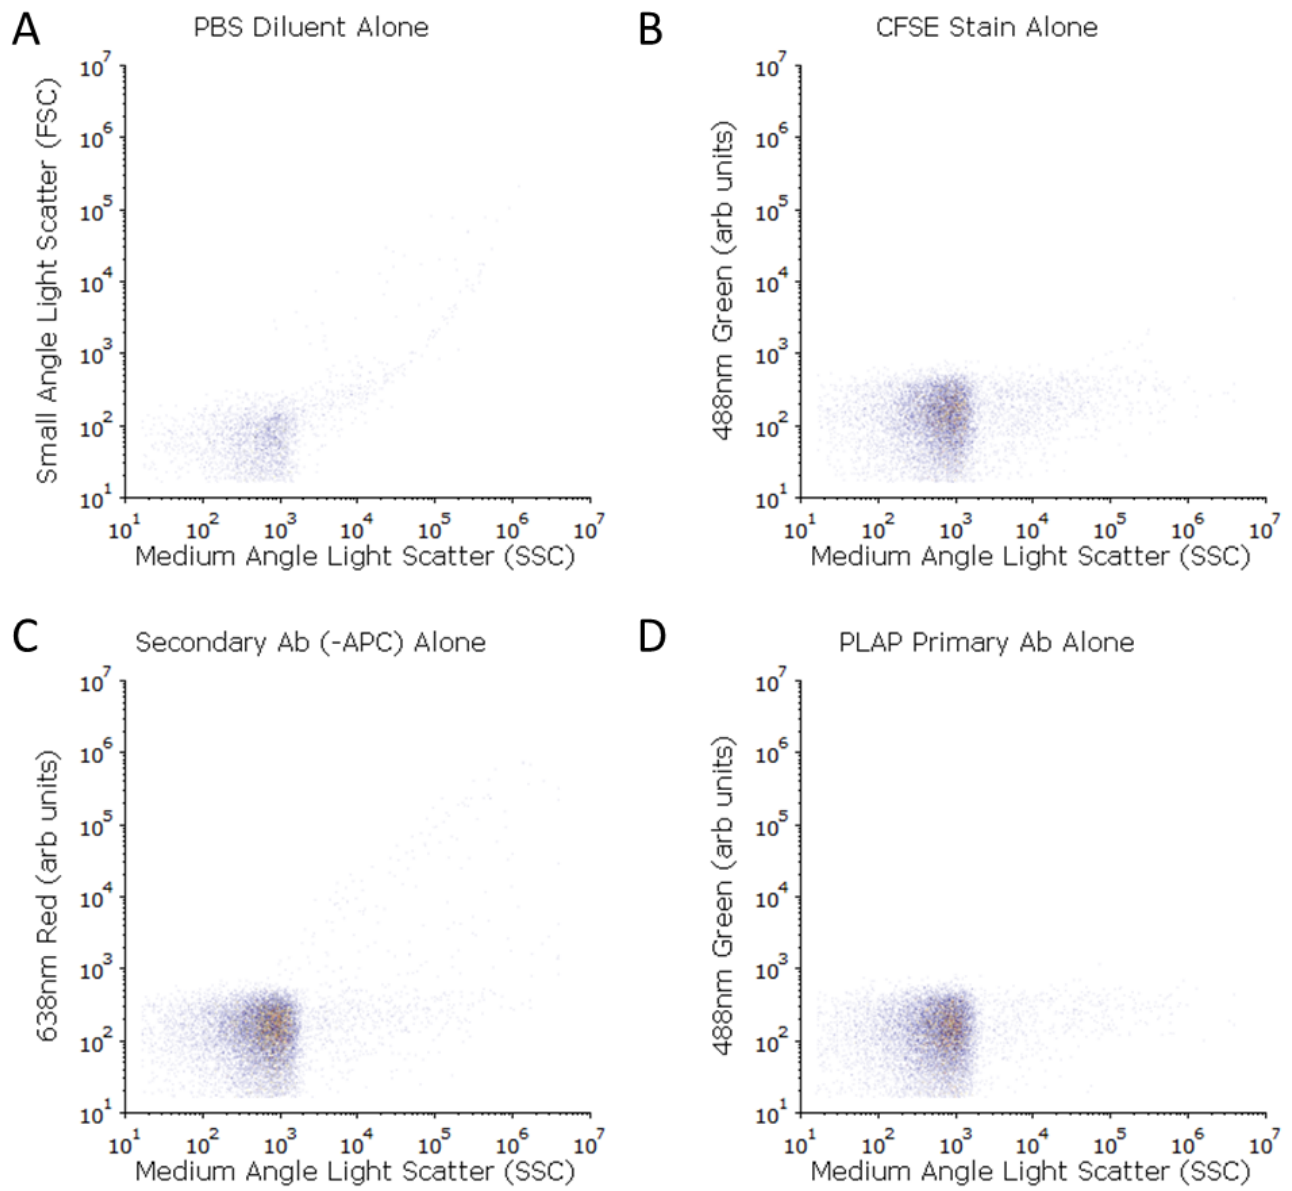 A
PBS Diluent Alone
Small Angle Light Scatter (FSC)
10^7
10^6
10^5
10^4
10^3
10^2
10^1
10^1 10^2 10^3 10^4 10^5 10^6 10^7
Medium Angle Light Scatter (SSC)
B
CFSE Stain Alone
488nm Green (arb units)
10^7
10^6
10^5
10^4
10^3
10^2
10^1
10^1 10^2 10^3 10^4 10^5 10^6 10^7
Medium Angle Light Scatter (SSC)
C
Secondary Ab (-APC) Alone
638nm Red (arb units)
10^7
10^6
10^5
10^4
10^3
10^2
10^1
10^1 10^2 10^3 10^4 10^5 10^6 10^7
Medium Angle Light Scatter (SSC)
D
PLAP Primary Ab Alone
488nm Green (arb units)
10^7
10^6
10^5
10^4
10^3
10^2
10^1
10^1 10^2 10^3 10^4 10^5 10^6 10^7
Medium Angle Light Scatter (SSC)